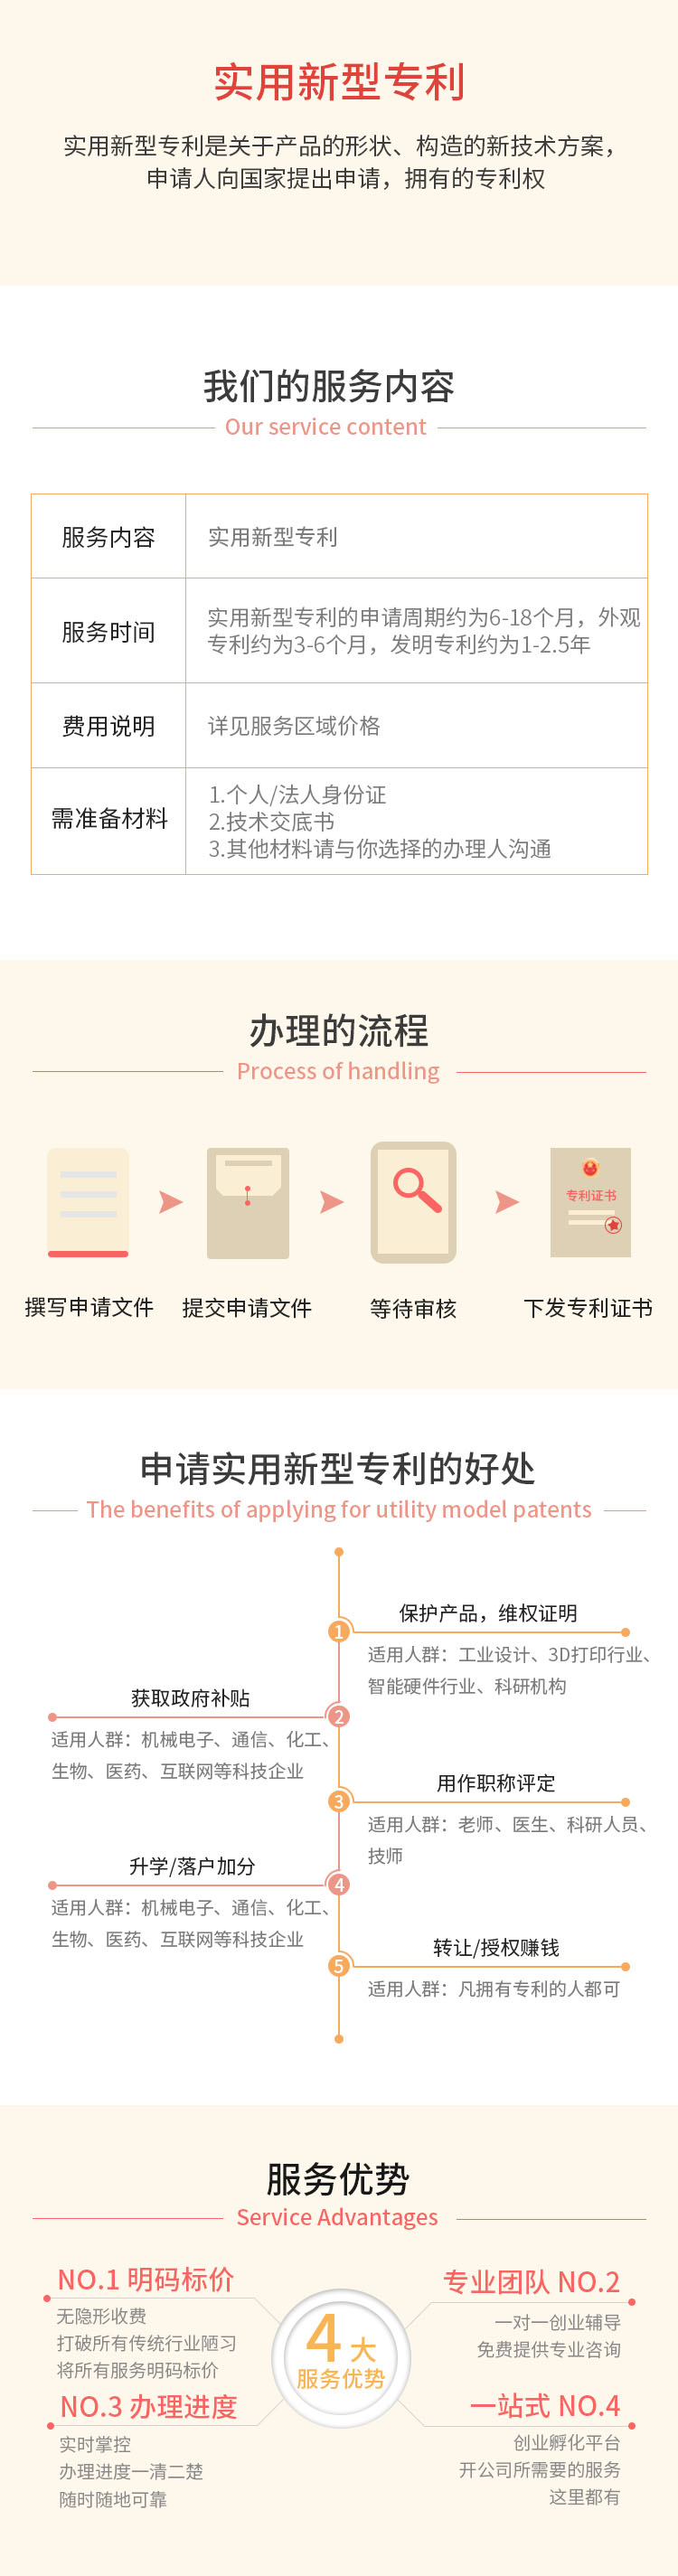 实用新型专利
实用新型专利是关于产品的形状、构造的新技术方案，
申请人向国家提出申请，拥有的专利权
我们的服务内容
Our service content
服务内容
实用新型专利
服务时间
实用新型专利的申请周期约为6-18个月，外观
专利约为3-6个月，发明专利约为1-2.5年
费用说明
详见服务区域价格
需准备材料
1.个人/法人身份证
2.技术交底书
3.其他材料请与你选择的办理人沟通
办理的流程
Process of handling
专利证书
撰写申请文件
提交申请文件
等待审核
下发专利证书
申请实用新型专利的好处
The benefits of applying for utility model patents
1
保护产品，维权证明
适用人群：工业设计、3D打印行业、
智能硬件行业、科研机构
获取政府补贴
2
适用人群：机械电子、通信、化工、
生物、医药、互联网等科技企业
用作职称评定
3
适用人群：老师、医生、科研人员、
技师
升学/落户加分
4
适用人群：机械电子、通信、化工、
生物、医药、互联网等科技企业
转让/授权赚钱
5
适用人群：凡拥有专利的人都可
服务优势
Service Advantages
NO.1 明码标价
无隐形收费
打破所有传统行业陋习
将所有服务明码标价
专业团队 NO.2
一对一创业辅导
免费提供专业咨询
4大
服务优势
NO.3 办理进度
实时掌控
办理进度一清二楚
随时随地可靠
一站式 NO.4
创业孵化平台
开公司所需要的服务
这里都有